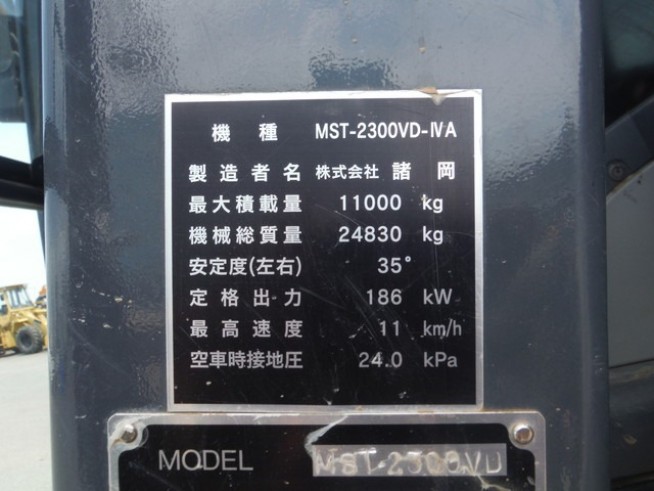 機種 MST-2300VD-ⅣA
製造者名 株式会社 諸岡
最大積載量 11000 kg
機械総質量 24830 kg
安定度(左右) 35°
定格出力 186 kW
最高速度 11 km/h
空車時接地圧 24.0 kPa
MODEL MST-2300VD